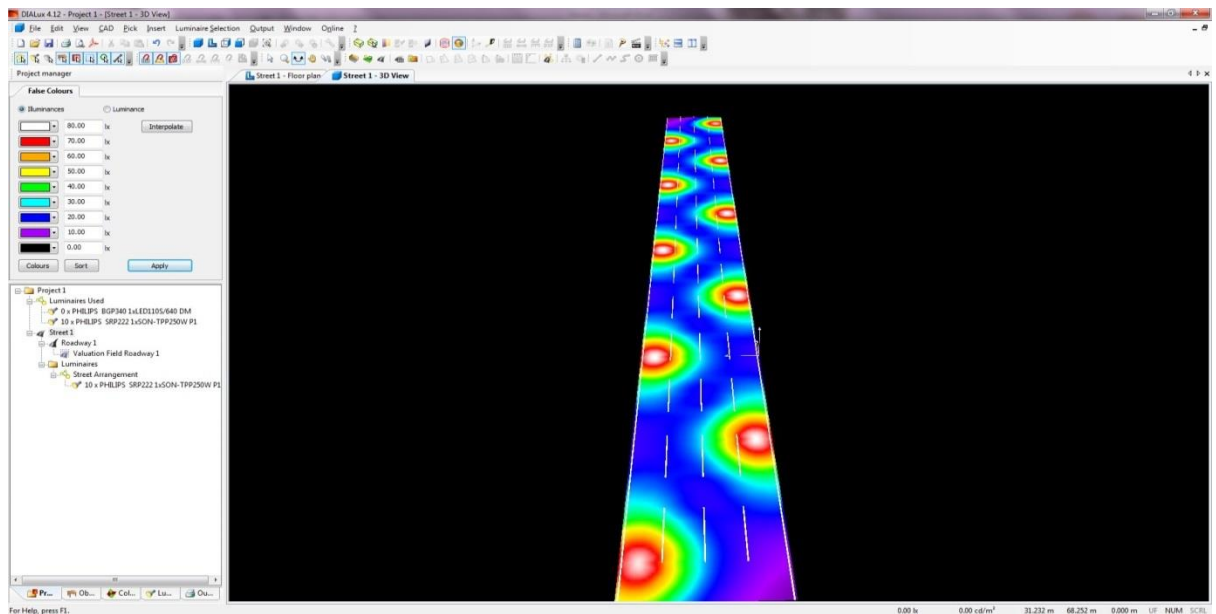 DIALux 4.12 - Project 1 - [Street 1 - 3D View]
File Edit View CAD Pick Insert Luminaire Selection Output Window Online ?
Project manager
Street 1 - Floor plan Street 1 - 3D View
False Colours
Illuminances Luminance
80.00 lx Interpolate
70.00 lx
60.00 lx
50.00 lx
40.00 lx
30.00 lx
20.00 lx
10.00 lx
0.00 lx
Colours Sort Apply
Project 1
Luminaires Used
0 x PHILIPS BGP340 1xLED110S/640 DM
10 x PHILIPS SRP222 1xSON-TPP250W P1
Street 1
Roadway 1
Valuation Field Roadway 1
Luminaires
Street Arrangement
10 x PHILIPS SRP222 1xSON-TPP250W P1
Pr... Ob... Col... Lu... Ou...
For Help, press F1. 0.00 lx 0.00 cd/m² 31.232 m 68.252 m 0.000 m UF NUM SCRL